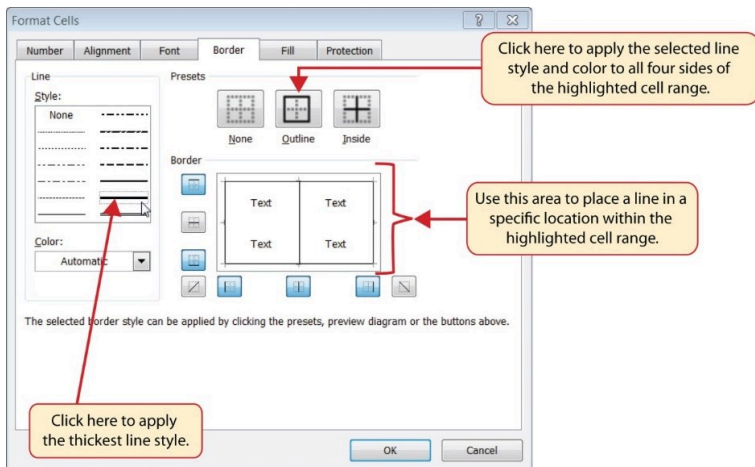 Format Cells
Number Alignment Font Border Fill Protection
Line
Style:
None
Color:
Automatic
Presets
None Outline Inside
Border
Text Text
Text Text
The selected border style can be applied by clicking the presets, preview diagram or the buttons above.
OK Cancel
Click here to apply the selected line
style and color to all four sides of
the highlighted cell range.
Use this area to place a line in a
specific location within the
highlighted cell range.
Click here to apply
the thickest line style.